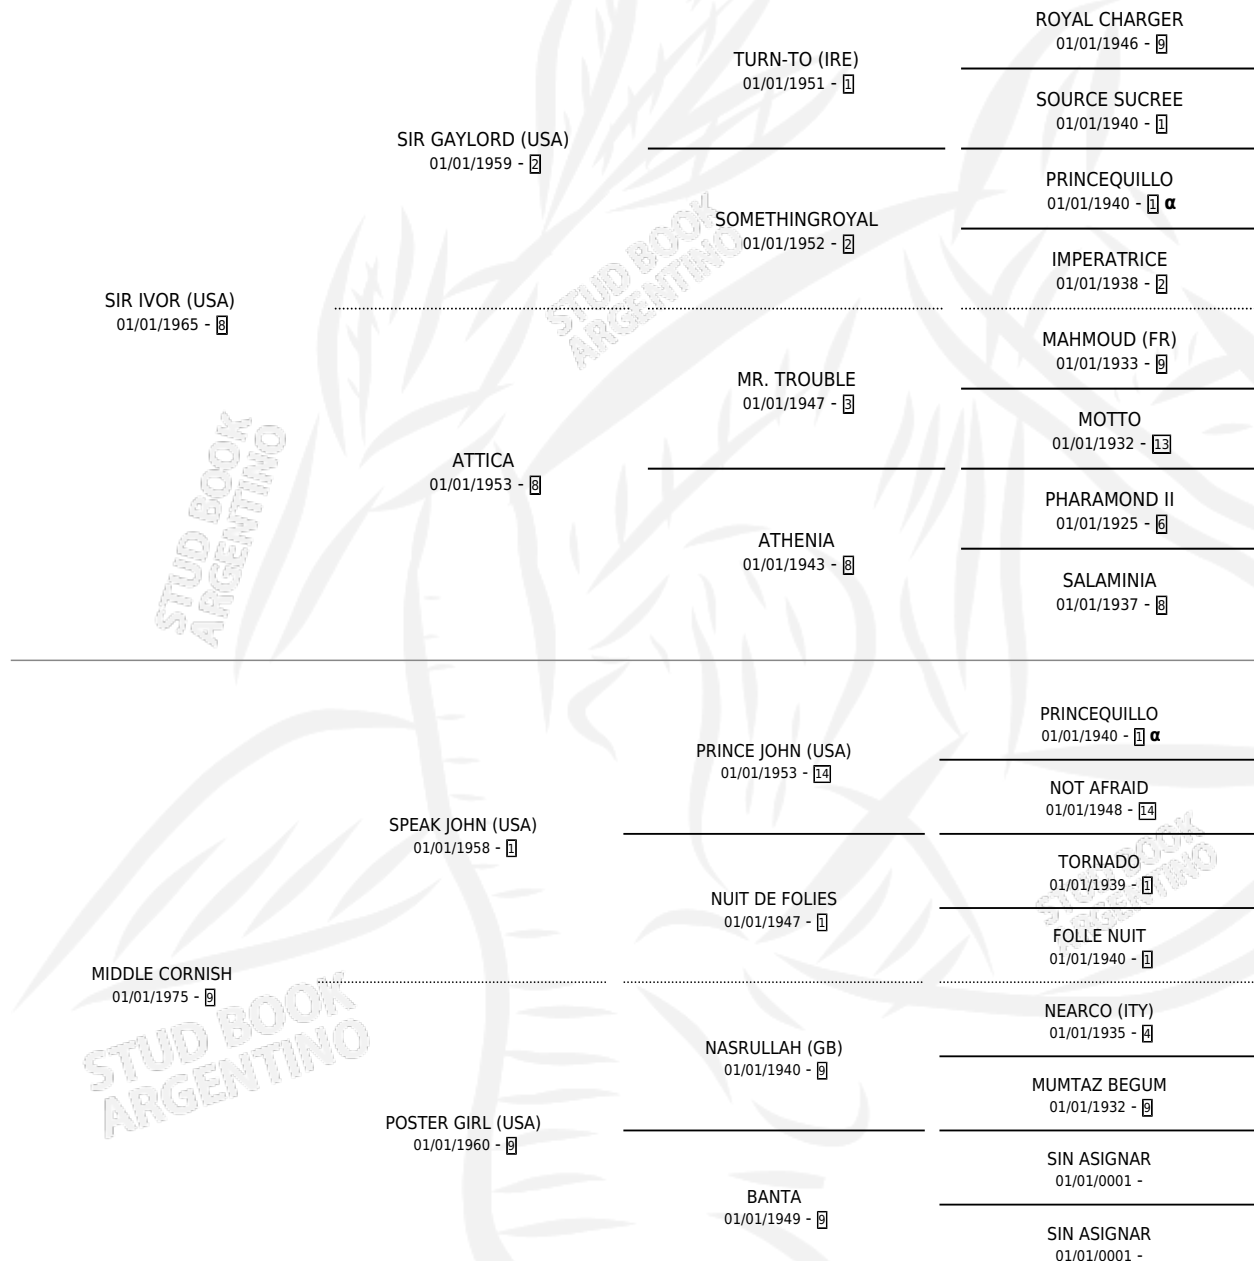 ROYAL CHARGER
01/01/1946 - 9
TURN-TO (IRE)
01/01/1951 - 1
SOURCE SUCREE
01/01/1940 - 1
SIR GAYLORD (USA)
01/01/1959 - 2
PRINCEQUILLO
01/01/1940 - 1 α
SOMETHINGROYAL
01/01/1952 - 2
IMPERATRICE
01/01/1938 - 2
SIR IVOR (USA)
01/01/1965 - 8
MAHMOUD (FR)
01/01/1933 - 9
MR. TROUBLE
01/01/1947 - 3
MOTTO
01/01/1932 - 13
ATTICA
01/01/1953 - 8
PHARAMOND II
01/01/1925 - 6
ATHENIA
01/01/1943 - 8
SALAMINIA
01/01/1937 - 8
PRINCEQUILLO
01/01/1940 - 1 α
PRINCE JOHN (USA)
01/01/1953 - 14
NOT AFRAID
01/01/1948 - 14
SPEAK JOHN (USA)
01/01/1958 - 1
TORNADO
01/01/1939 - 1
NUIT DE FOLIES
01/01/1947 - 1
FOLLE NUIT
01/01/1940 - 1
MIDDLE CORNISH
01/01/1975 - 9
NEARCO (ITY)
01/01/1935 - 4
NASRULLAH (GB)
01/01/1940 - 9
MUMTAZ BEGUM
01/01/1932 - 9
POSTER GIRL (USA)
01/01/1960 - 9
SIN ASIGNAR
01/01/0001 -
BANTA
01/01/1949 - 9
SIN ASIGNAR
01/01/0001 -
STUD BOOK
ARGENTINO
STUD BOOK
ARGENTINO
STUD BOOK
ARGENTINO
STUD BOOK
ARGENTINO